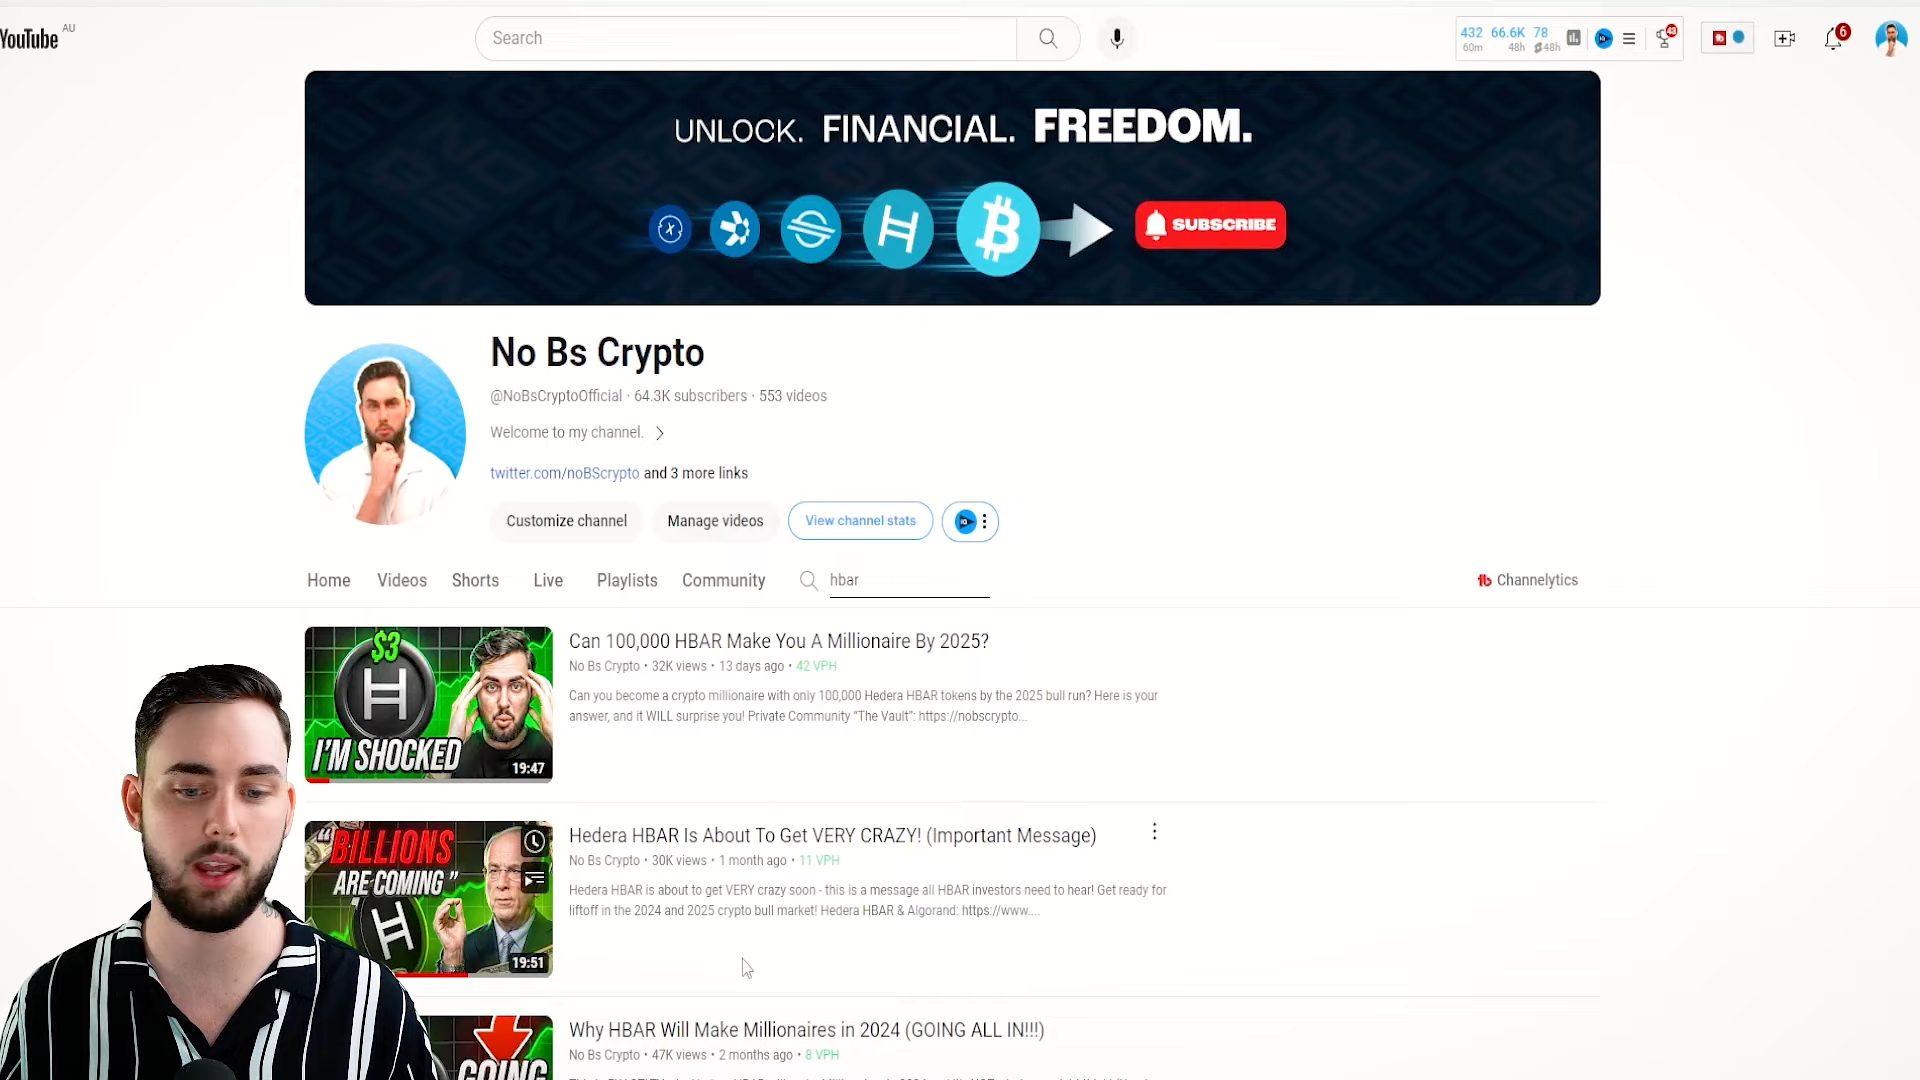 YouTube AU
Search
432 66.6K 78
60m 48h 48h
43
6
UNLOCK. FINANCIAL. FREEDOM.
SUBSCRIBE
No Bs Crypto
@NoBsCryptoOfficial · 64.3K subscribers · 553 videos
Welcome to my channel.
twitter.com/noBScrypto and 3 more links
Customize channel Manage videos View channel stats
Home Videos Shorts Live Playlists Community hbar Channelytics
$3
I'M SHOCKED
19:47
Can 100,000 HBAR Make You A Millionaire By 2025?
No Bs Crypto • 32K views • 13 days ago • 42 VPH
Can you become a crypto millionaire with only 100,000 Hedera HBAR tokens by the 2025 bull run? Here is your
answer, and it WILL surprise you! Private Community “The Vault”: https://nobscrypto...
“BILLIONS
ARE COMING”
19:51
Hedera HBAR Is About To Get VERY CRAZY! (Important Message)
No Bs Crypto • 30K views • 1 month ago • 11 VPH
Hedera HBAR is about to get VERY crazy soon - this is a message all HBAR investors need to hear! Get ready for
liftoff in the 2024 and 2025 crypto bull market! Hedera HBAR & Algorand: https://www....
GOING
Why HBAR Will Make Millionaires in 2024 (GOING ALL IN!!!)
No Bs Crypto • 47K views • 2 months ago • 8 VPH